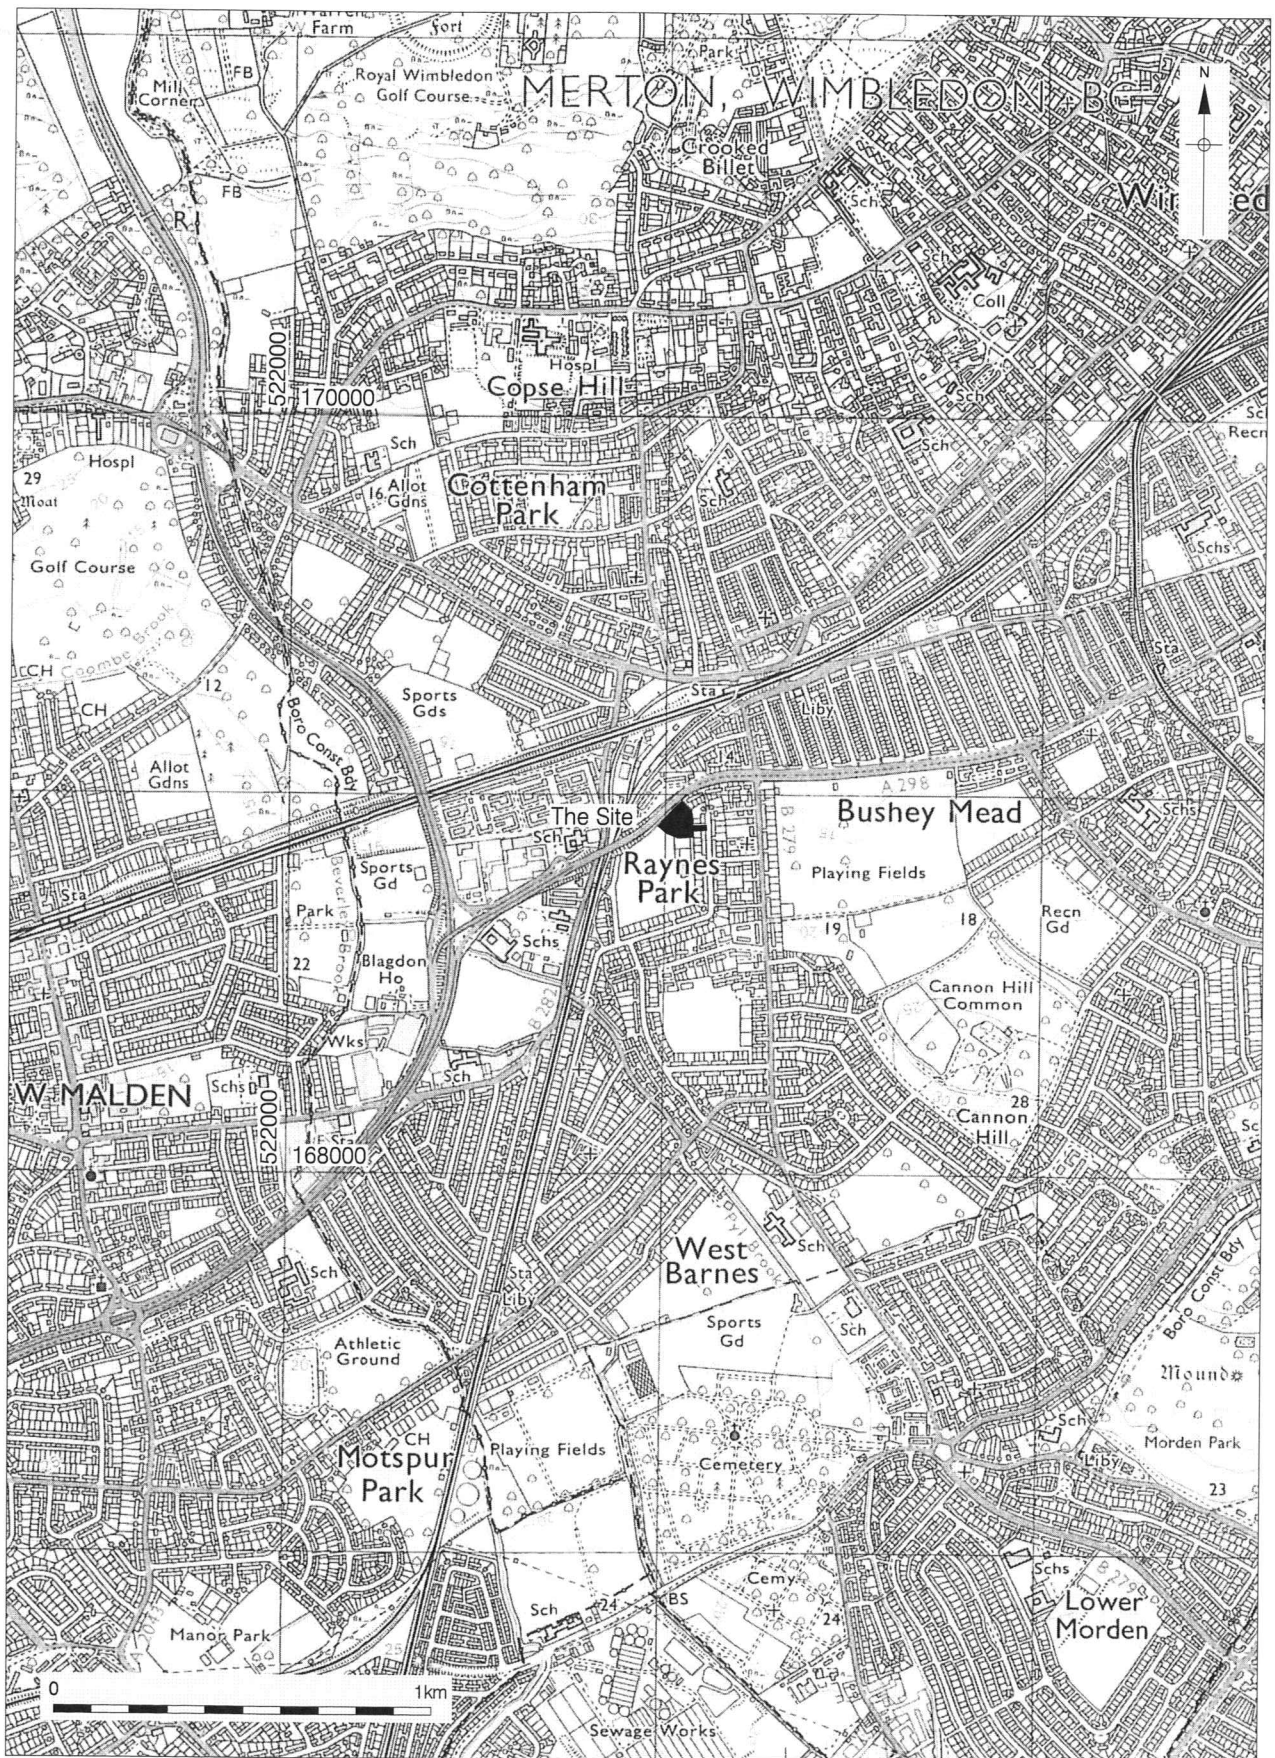 Farm
Fort
Park
FB
Mill
Corner
Royal Wimbledon
Golf Course
MERTON, WIMBLEDON BC
N
Crooked
Billet
FB
Sch
R
Sch
Coll
522000
170000
Hospl
Copse Hill
Sch
Sch
Sch
Recn
Hospl
29
Moat
16
Allot
Gdns
Cottenham
Park
Sch
Golf Course
Schs
Coombe Brook
CH
12
CH
Sta
Sports
Gds
Sta
Liby
Boro Const Bdy
Allot
Gdns
14
A 298
The Site
Sch
B 279
Bushey Mead
Schs
Raynes
Park
Sports
Gd
Playing Fields
Sta
Park
Beverley Brook
19
18
Recn
Gd
Schs
22
Blagdon
Ho
B 282
Cannon Hill
Common
Wks
Sch
W MALDEN
Schs
28
Cannon
Hill
522000
168000
West
Barnes
Sch
Sch
Sta
Liby
Boro Const Bdy
Sports
Gd
Sch
Athletic
Ground
Mound
CH
Motspur
Park
Playing Fields
Cemetery
Sch
Morden Park
Liby
23
Cemy
Schs
B 279
Sch
24
BS
24
Lower
Morden
Manor Park
0
1km
Sewage Works